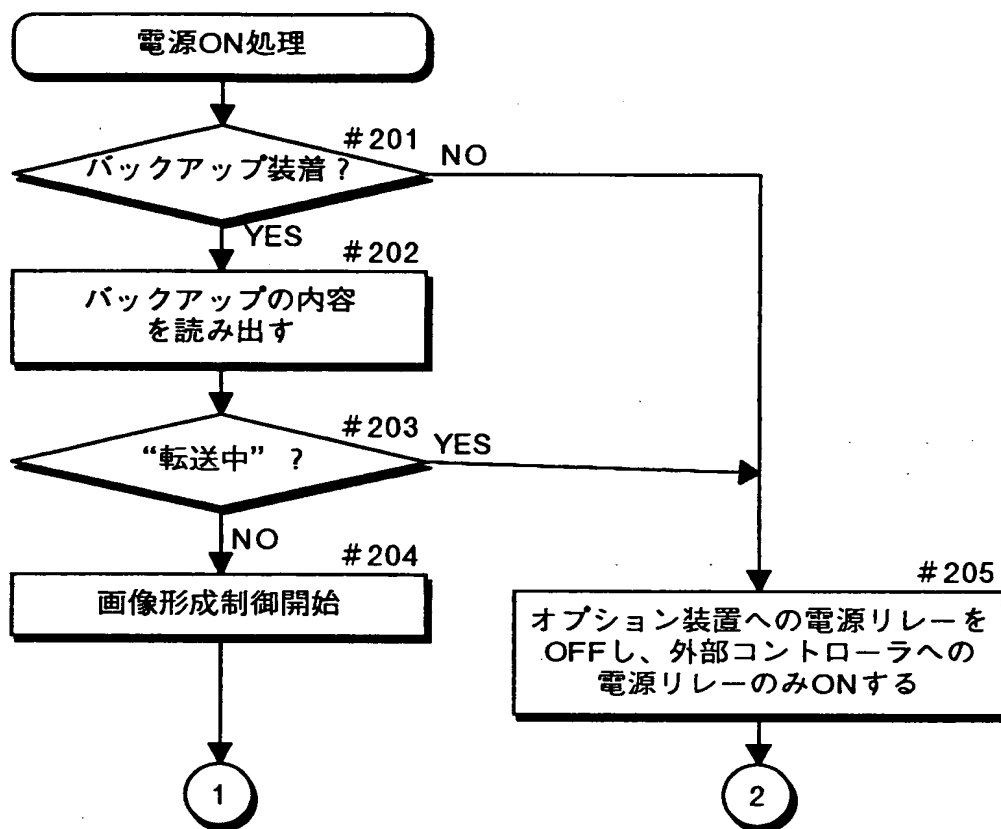 電源ON処理
#201
バックアップ装着?
NO
YES
#202
バックアップの内容
を読み出す
#203
“転送中” ?
YES
NO
#204
画像形成制御開始
#205
オプション装置への電源リレーを
OFFし、外部コントローラへの
電源リレーのみONする
1
2